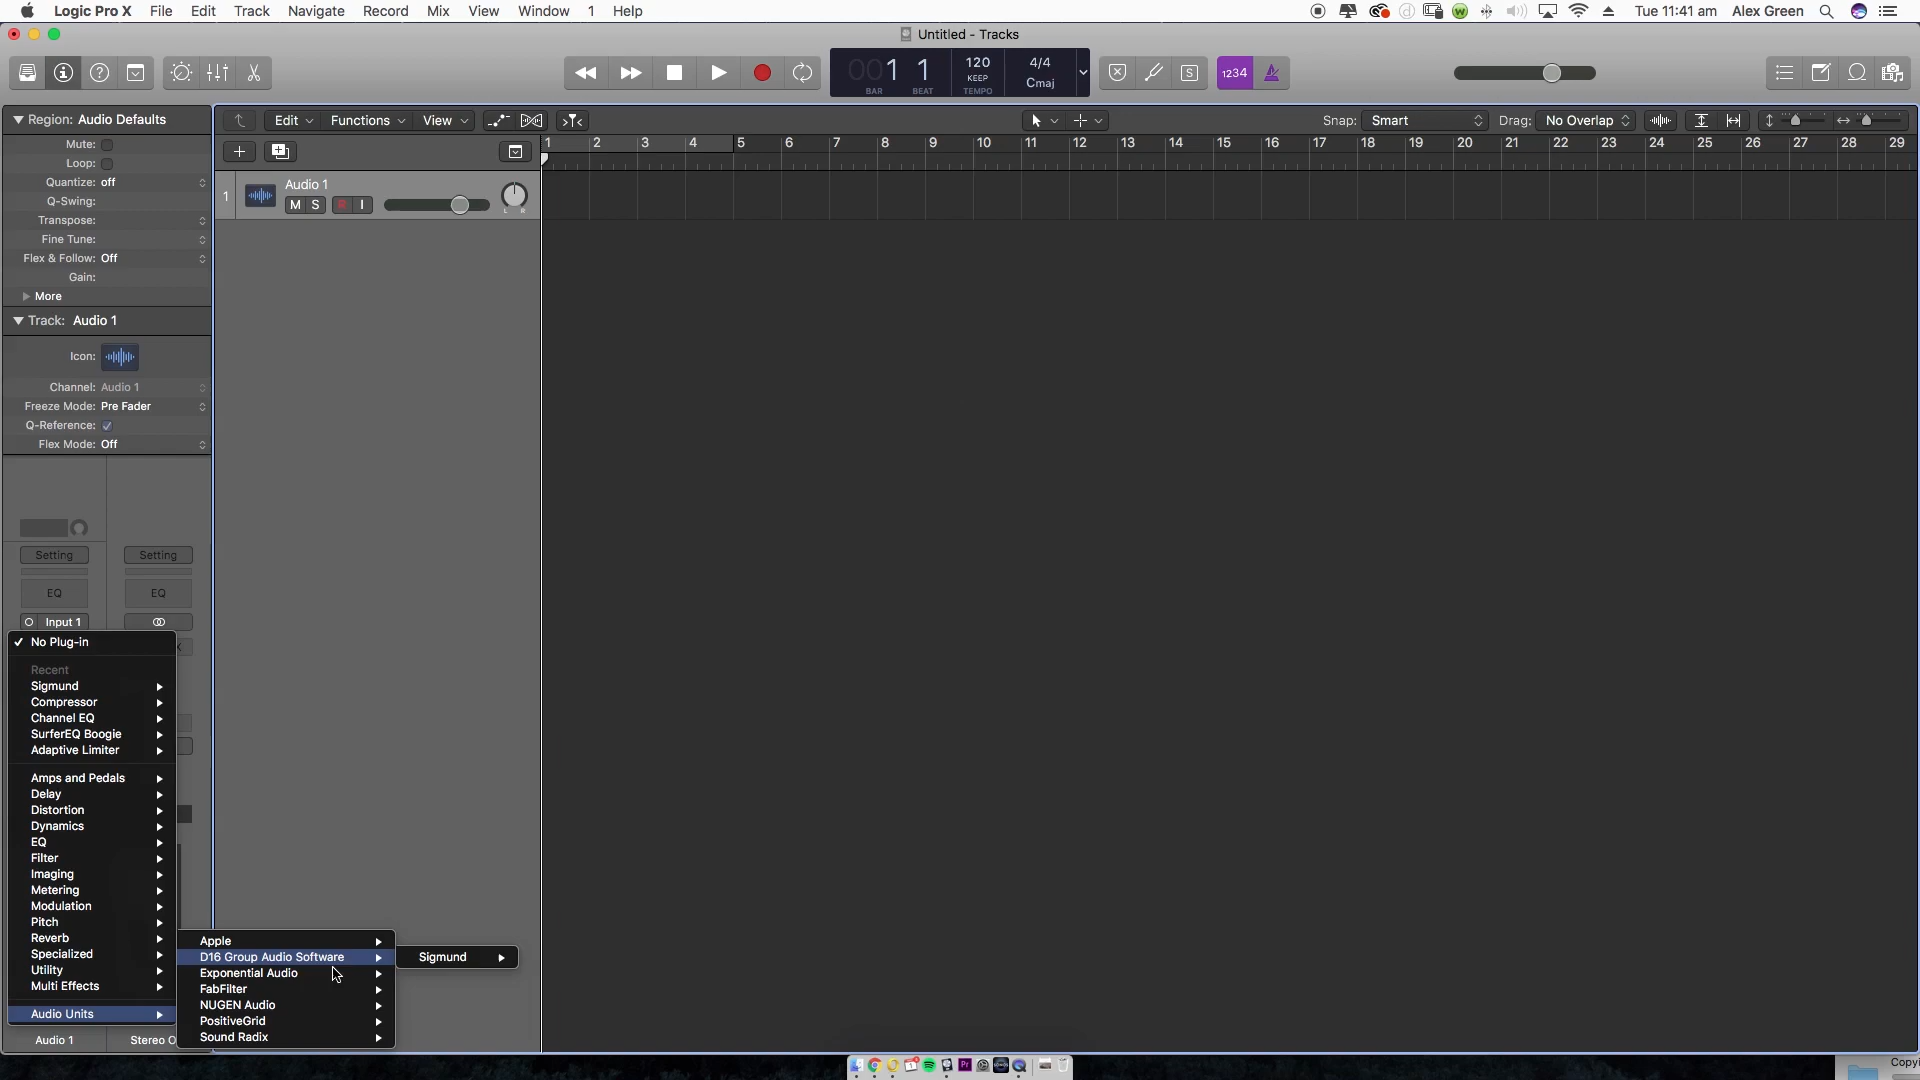 Logic Pro X File Edit Track Navigate Record Mix View Window 1 Help
Tue 11:41 am Alex Green
Untitled - Tracks
001 1 120 4/4
KEEP Cmaj
BAR BEAT TEMPO
S 1234
Region: Audio Defaults
Mute:
Loop:
Quantize: off
Q-Swing:
Transpose:
Fine Tune:
Flex & Follow: Off
Gain:
More
Track: Audio 1
Icon:
Channel: Audio 1
Freeze Mode: Pre Fader
Q-Reference:
Flex Mode: Off
Edit Functions View
Snap: Smart Drag: No Overlap
1 2 3 4 5 6 7 8 9 10 11 12 13 14 15 16 17 18 19 20 21 22 23 24 25 26 27 28 29
1 Audio 1
M S R I
L R
Setting Setting
EQ EQ
Input 1
No Plug-in
Recent
Sigmund
Compressor
Channel EQ
SurferEQ Boogie
Adaptive Limiter
Amps and Pedals
Delay
Distortion
Dynamics
EQ
Filter
Imaging
Metering
Modulation
Pitch
Reverb
Specialized
Utility
Multi Effects
Audio Units
Apple
D16 Group Audio Software
Exponential Audio
FabFilter
NUGEN Audio
PositiveGrid
Sound Radix
Sigmund
Audio 1 Stereo O
Pr
Copyi